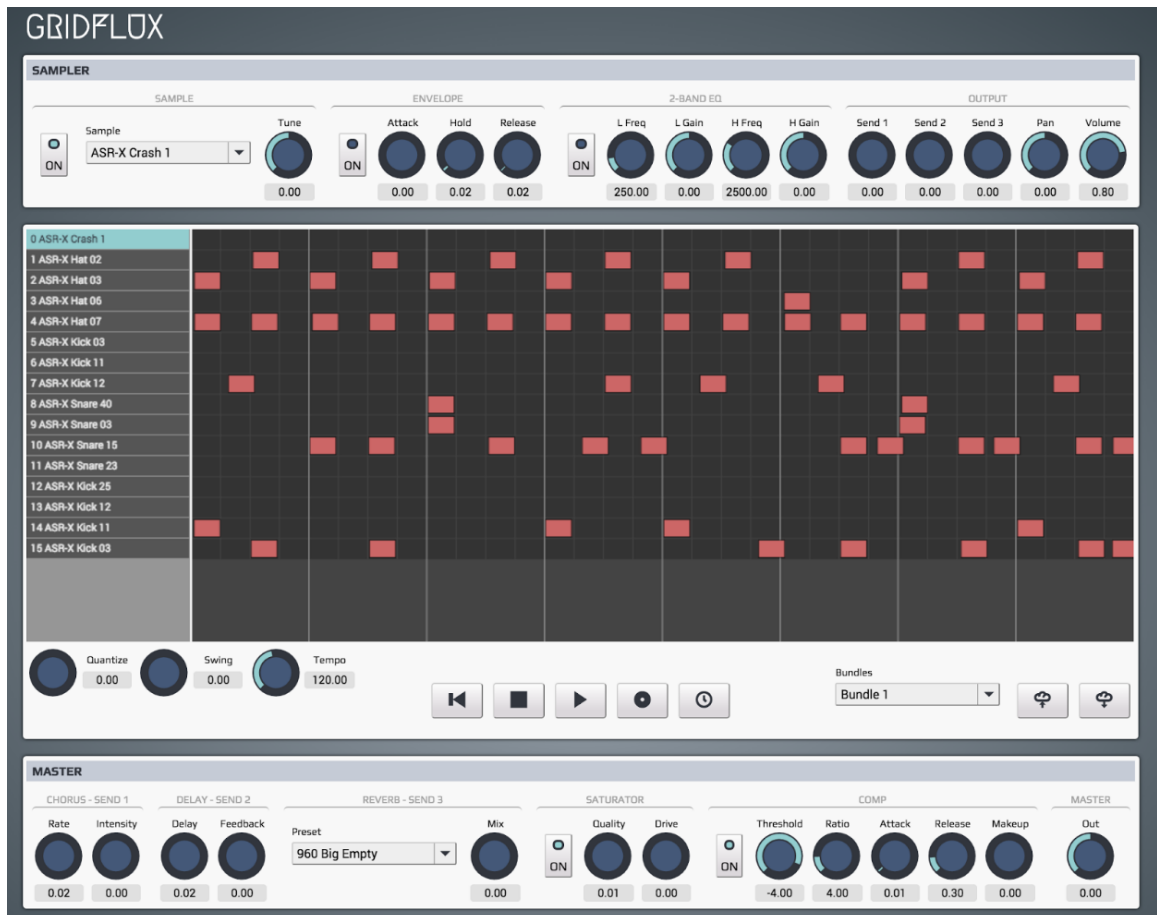 GRIDFLUX
SAMPLER
SAMPLE ENVELOPE 2-BAND EQ OUTPUT
Sample Tune Attack Hold Release L Freq L Gain H Freq H Gain Send 1 Send 2 Send 3 Pan Volume
ON ASR-X Crash 1 ON ON
0.00 0.00 0.02 0.02 250.00 0.00 2500.00 0.00 0.00 0.00 0.00 0.00 0.80
0 ASR-X Crash 1
1 ASR-X Hat 02
2 ASR-X Hat 03
3 ASR-X Hat 06
4 ASR-X Hat 07
5 ASR-X Kick 03
6 ASR-X Kick 11
7 ASR-X Kick 12
8 ASR-X Snare 40
9 ASR-X Snare 03
10 ASR-X Snare 15
11 ASR-X Snare 23
12 ASR-X Kick 25
13 ASR-X Kick 12
14 ASR-X Kick 11
15 ASR-X Kick 03
Quantize Swing Tempo
0.00 0.00 120.00
Bundles
Bundle 1
MASTER
CHORUS - SEND 1 DELAY - SEND 2 REVERB - SEND 3 SATURATOR COMP MASTER
Rate Intensity Delay Feedback Preset Mix Quality Drive Threshold Ratio Attack Release Makeup Out
960 Big Empty ON ON
0.02 0.00 0.02 0.00 0.00 0.01 0.00 -4.00 4.00 0.01 0.30 0.00 0.00